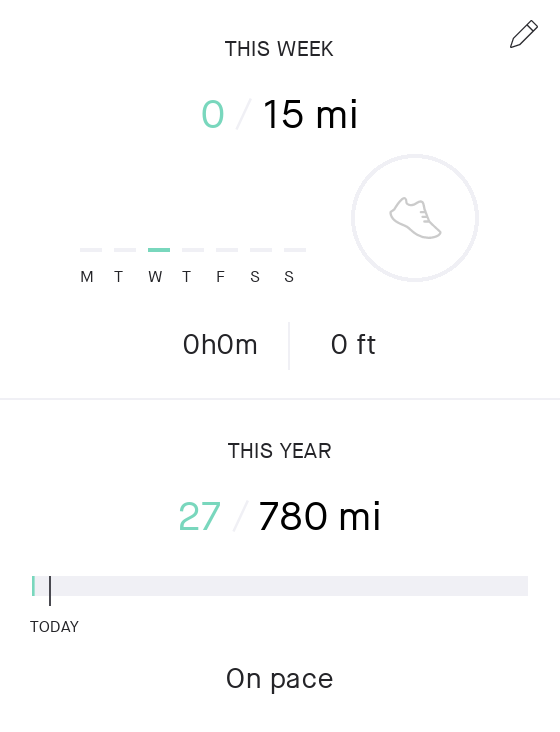 THIS WEEK
0 / 15 mi
M T W T F S S
0h0m 0 ft
THIS YEAR
27 / 780 mi
TODAY
On pace